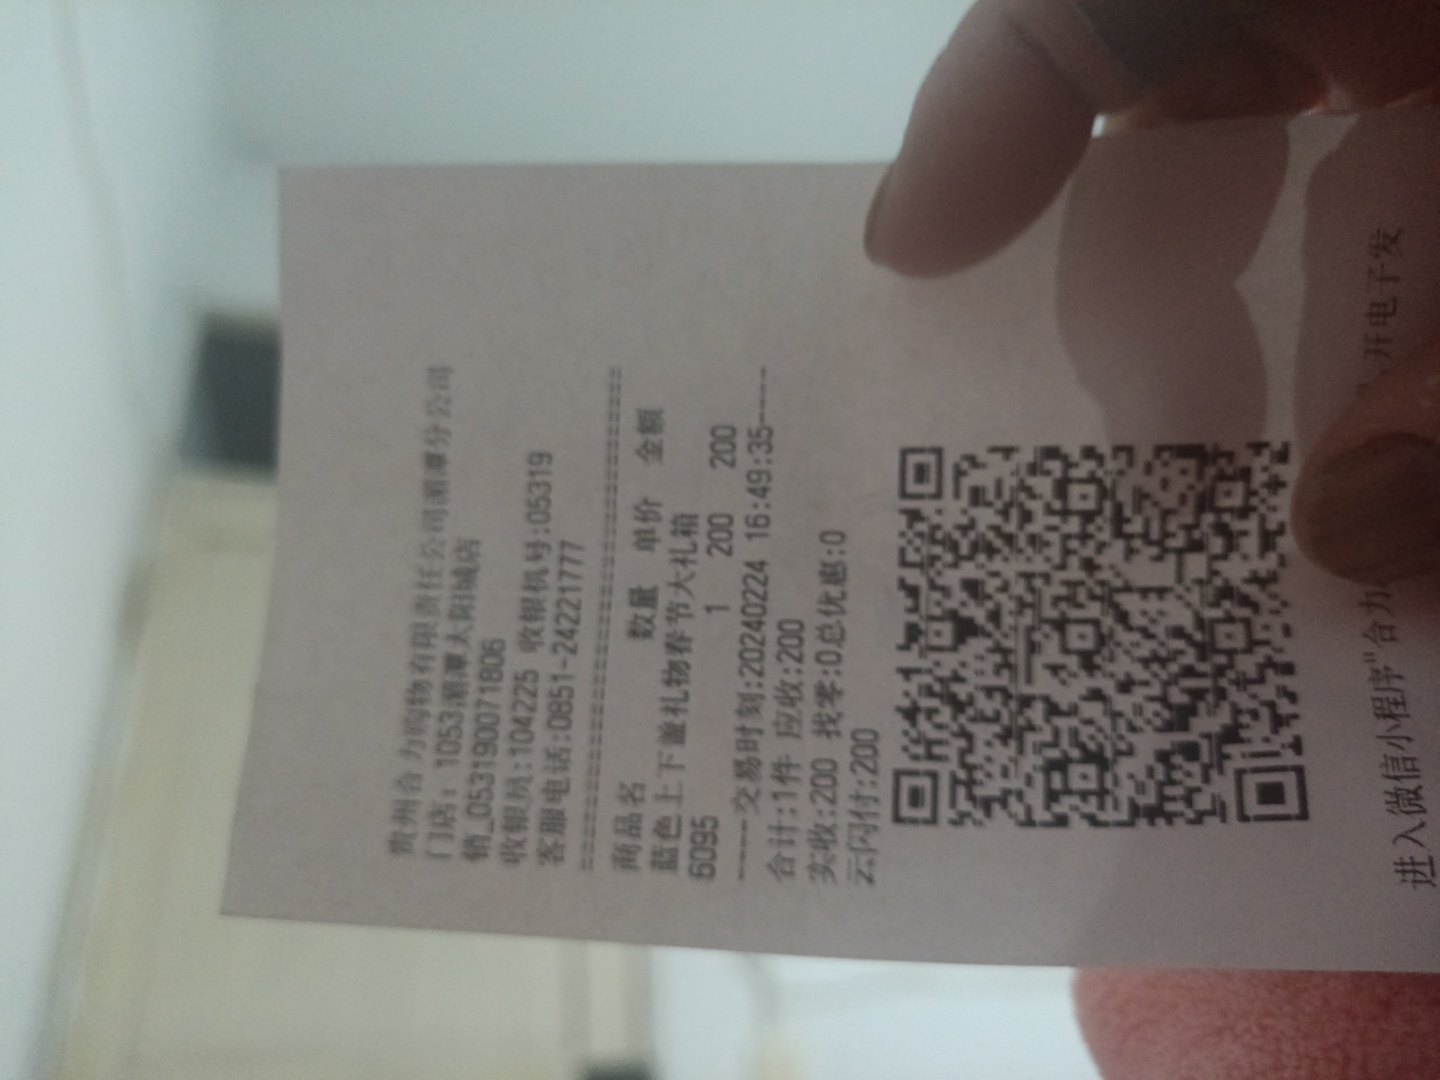 贵州合力购物有限责任公司湄潭分公司
门店：1053湄潭大阳城店
销_0531900718O6
收银员:104225 收银机号:05319
客服电话:0851-24221777
商品名 数量 单价 金额
蓝色上下 礼物春节大礼箱
6095 1 200 200
----交易时刻:20240224 16:49:35----
合计:1件 应收:200
实收:200 找零:0总优惠:0
云闪付:200
进入微信小程序"合力
开电子发